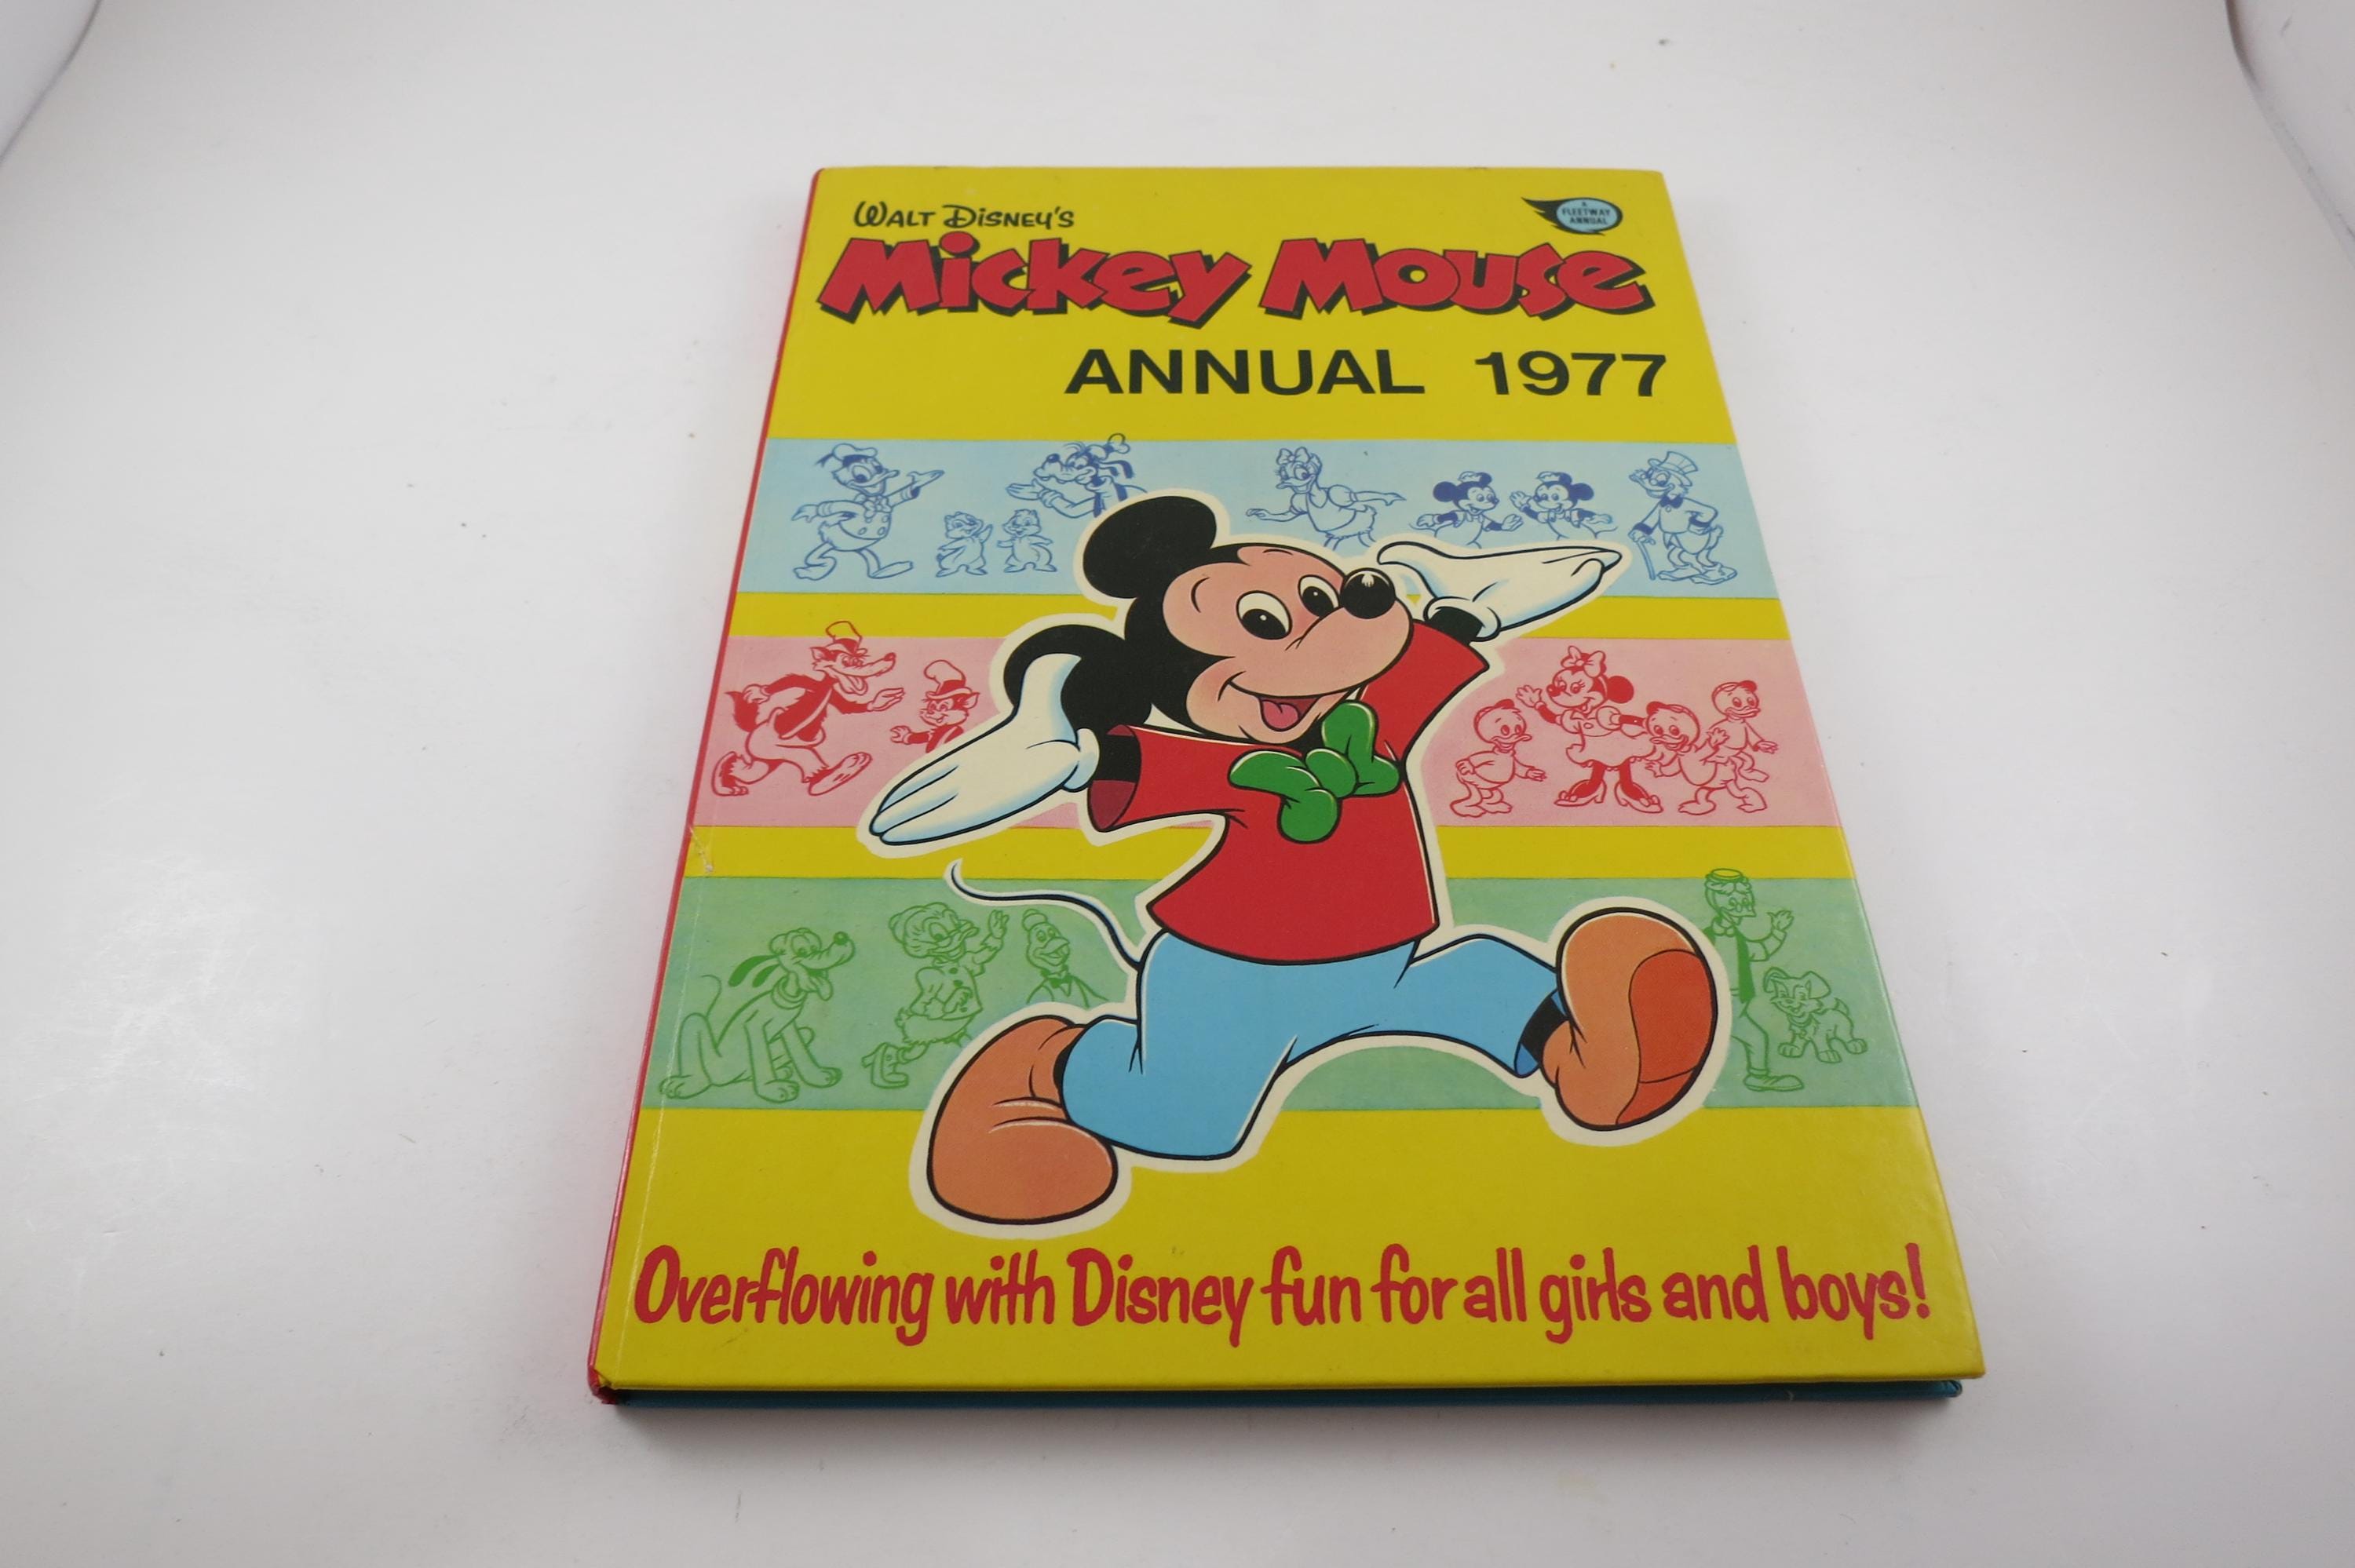 WALT DISNEY'S
A
FLEETWAY
ANNUAL
Mickey Mouse
ANNUAL 1977
Overflowing with Disney fun for all girls and boys!